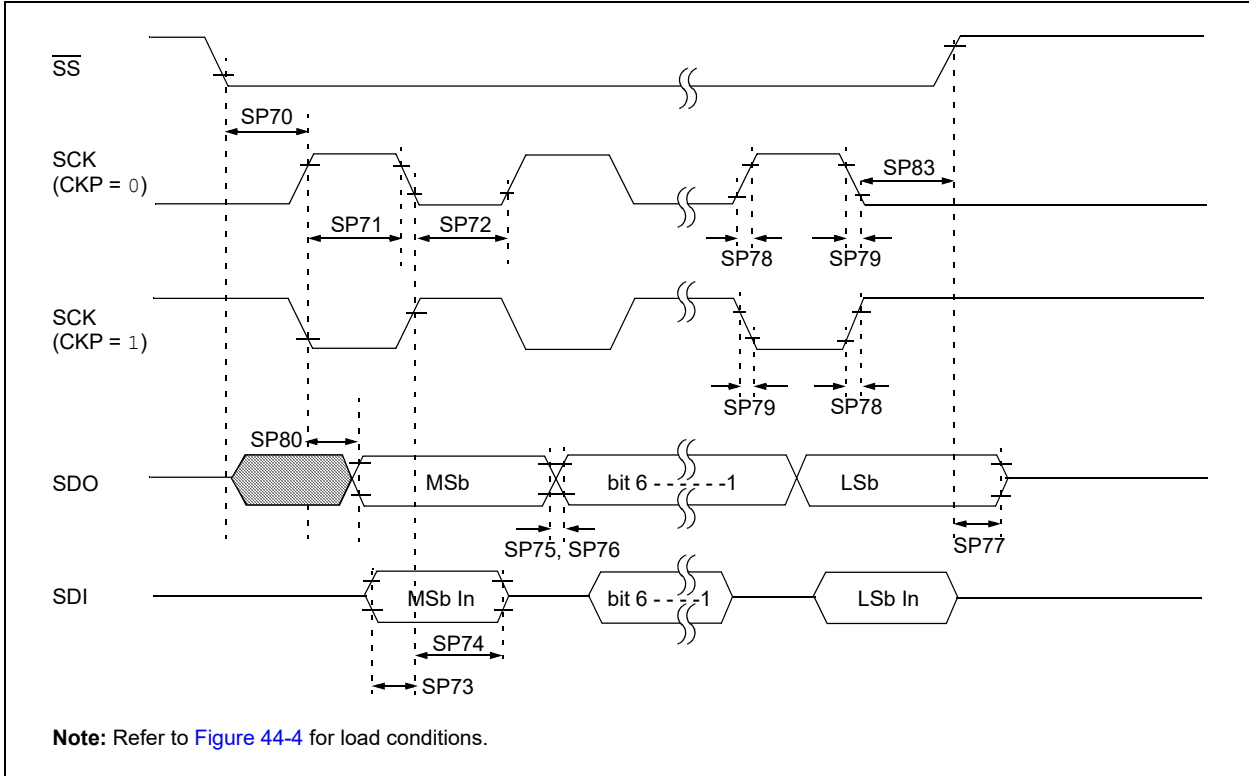 SS
SP70
SCK
(CKP = 0)
SP83
SP71
SP72
SP78
SP79
SCK
(CKP = 1)
SP79
SP78
SP80
SDO
MSb
bit 6 - - - - - - -1
LSb
SP75, SP76
SP77
SDI
MSb In
bit 6 - - - - -1
LSb In
SP74
SP73
Note: Refer to Figure 44-4 for load conditions.